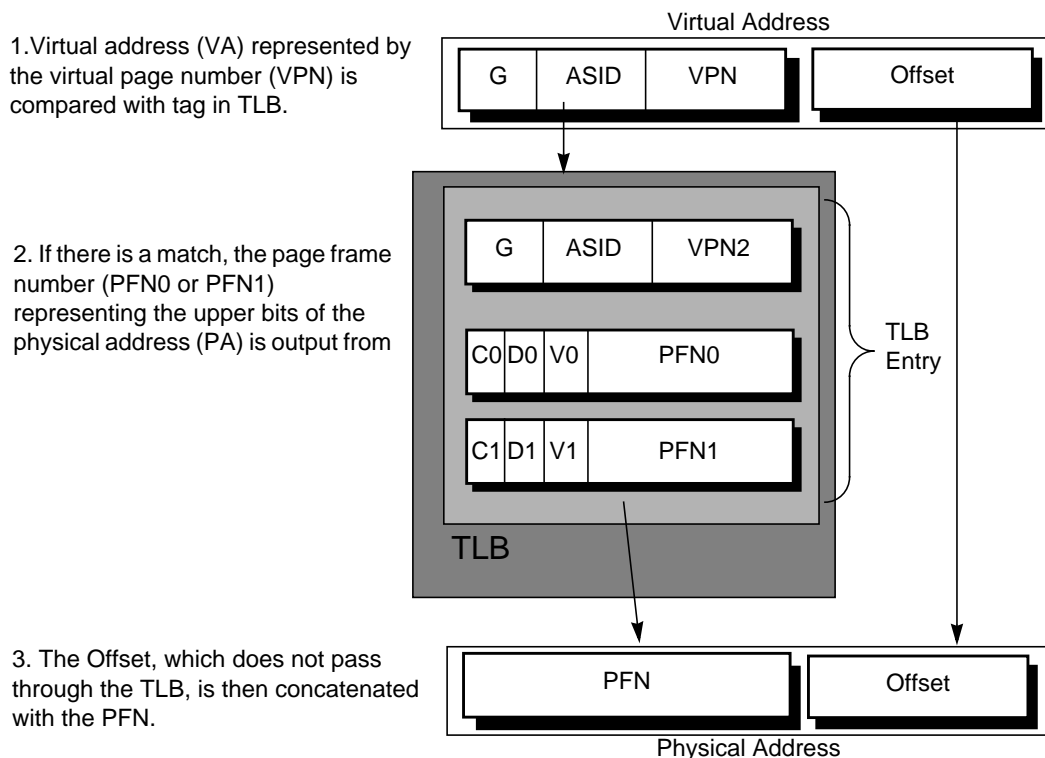 Virtual Address
1.Virtual address (VA) represented by
the virtual page number (VPN) is
compared with tag in TLB.
G ASID VPN Offset
2. If there is a match, the page frame
number (PFN0 or PFN1)
representing the upper bits of the
physical address (PA) is output from
G ASID VPN2
C0 D0 V0 PFN0
C1 D1 V1 PFN1
TLB
Entry
TLB
3. The Offset, which does not pass
through the TLB, is then concatenated
with the PFN.
PFN Offset
Physical Address